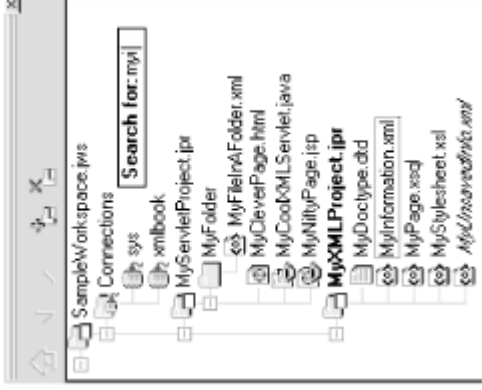 SampleWorkspace.jws
Connections
Search for: myi
sys
xmlbook
MyServletProject.jpr
MyFolder
MyFileInAFolder.xml
MyCleverPage.html
MyCoolXMLServlet.java
MyNiftyPage.jsp
MyXMLProject.jpr
MyDoctype.dtd
MyInformation.xml
MyPage.xsql
MyStylesheet.xsl
MyUnsavedInfo.xml